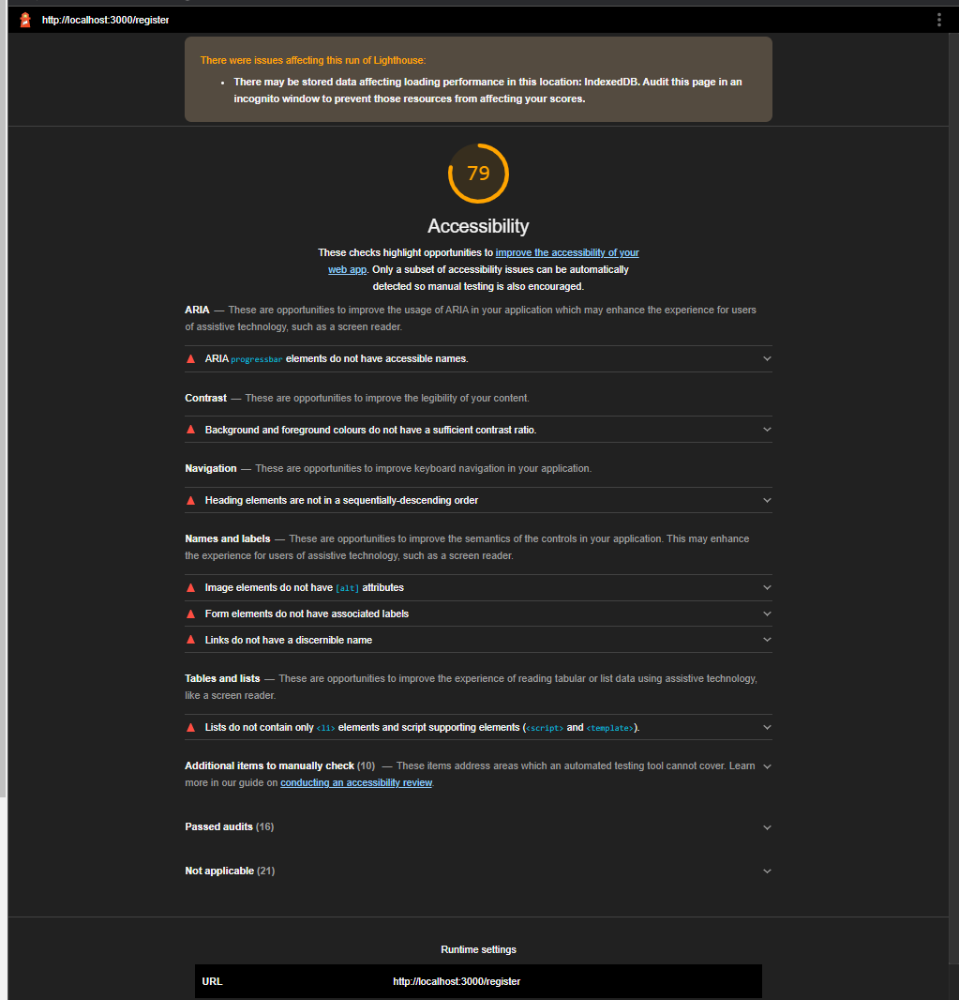 http://localhost:3000/register
There were issues affecting this run of Lighthouse:
• There may be stored data affecting loading performance in this location: IndexedDB. Audit this page in an
incognito window to prevent those resources from affecting your scores.
79
Accessibility
These checks highlight opportunities to improve the accessibility of your
web app. Only a subset of accessibility issues can be automatically
detected so manual testing is also encouraged.
ARIA — These are opportunities to improve the usage of ARIA in your application which may enhance the experience for users
of assistive technology, such as a screen reader.
ARIA progressbar elements do not have accessible names.
Contrast — These are opportunities to improve the legibility of your content.
Background and foreground colours do not have a sufficient contrast ratio.
Navigation — These are opportunities to improve keyboard navigation in your application.
Heading elements are not in a sequentially-descending order
Names and labels — These are opportunities to improve the semantics of the controls in your application. This may enhance
the experience for users of assistive technology, such as a screen reader.
Image elements do not have [alt] attributes
Form elements do not have associated labels
Links do not have a discernible name
Tables and lists — These are opportunities to improve the experience of reading tabular or list data using assistive technology,
like a screen reader.
Lists do not contain only <li> elements and script supporting elements (<script> and <template>).
Additional items to manually check (10) — These items address areas which an automated testing tool cannot cover. Learn
more in our guide on conducting an accessibility review.
Passed audits (16)
Not applicable (21)
Runtime settings
URL http://localhost:3000/register